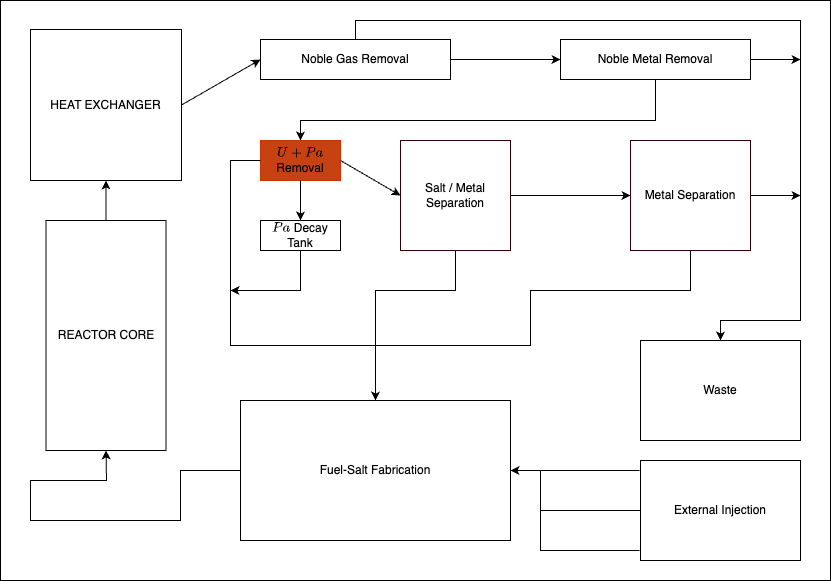 HEAT EXCHANGER
Noble Gas Removal
Noble Metal Removal
U + Pa
Removal
Salt / Metal
Separation
Metal Separation
Pa Decay
Tank
REACTOR CORE
Waste
Fuel-Salt Fabrication
External Injection